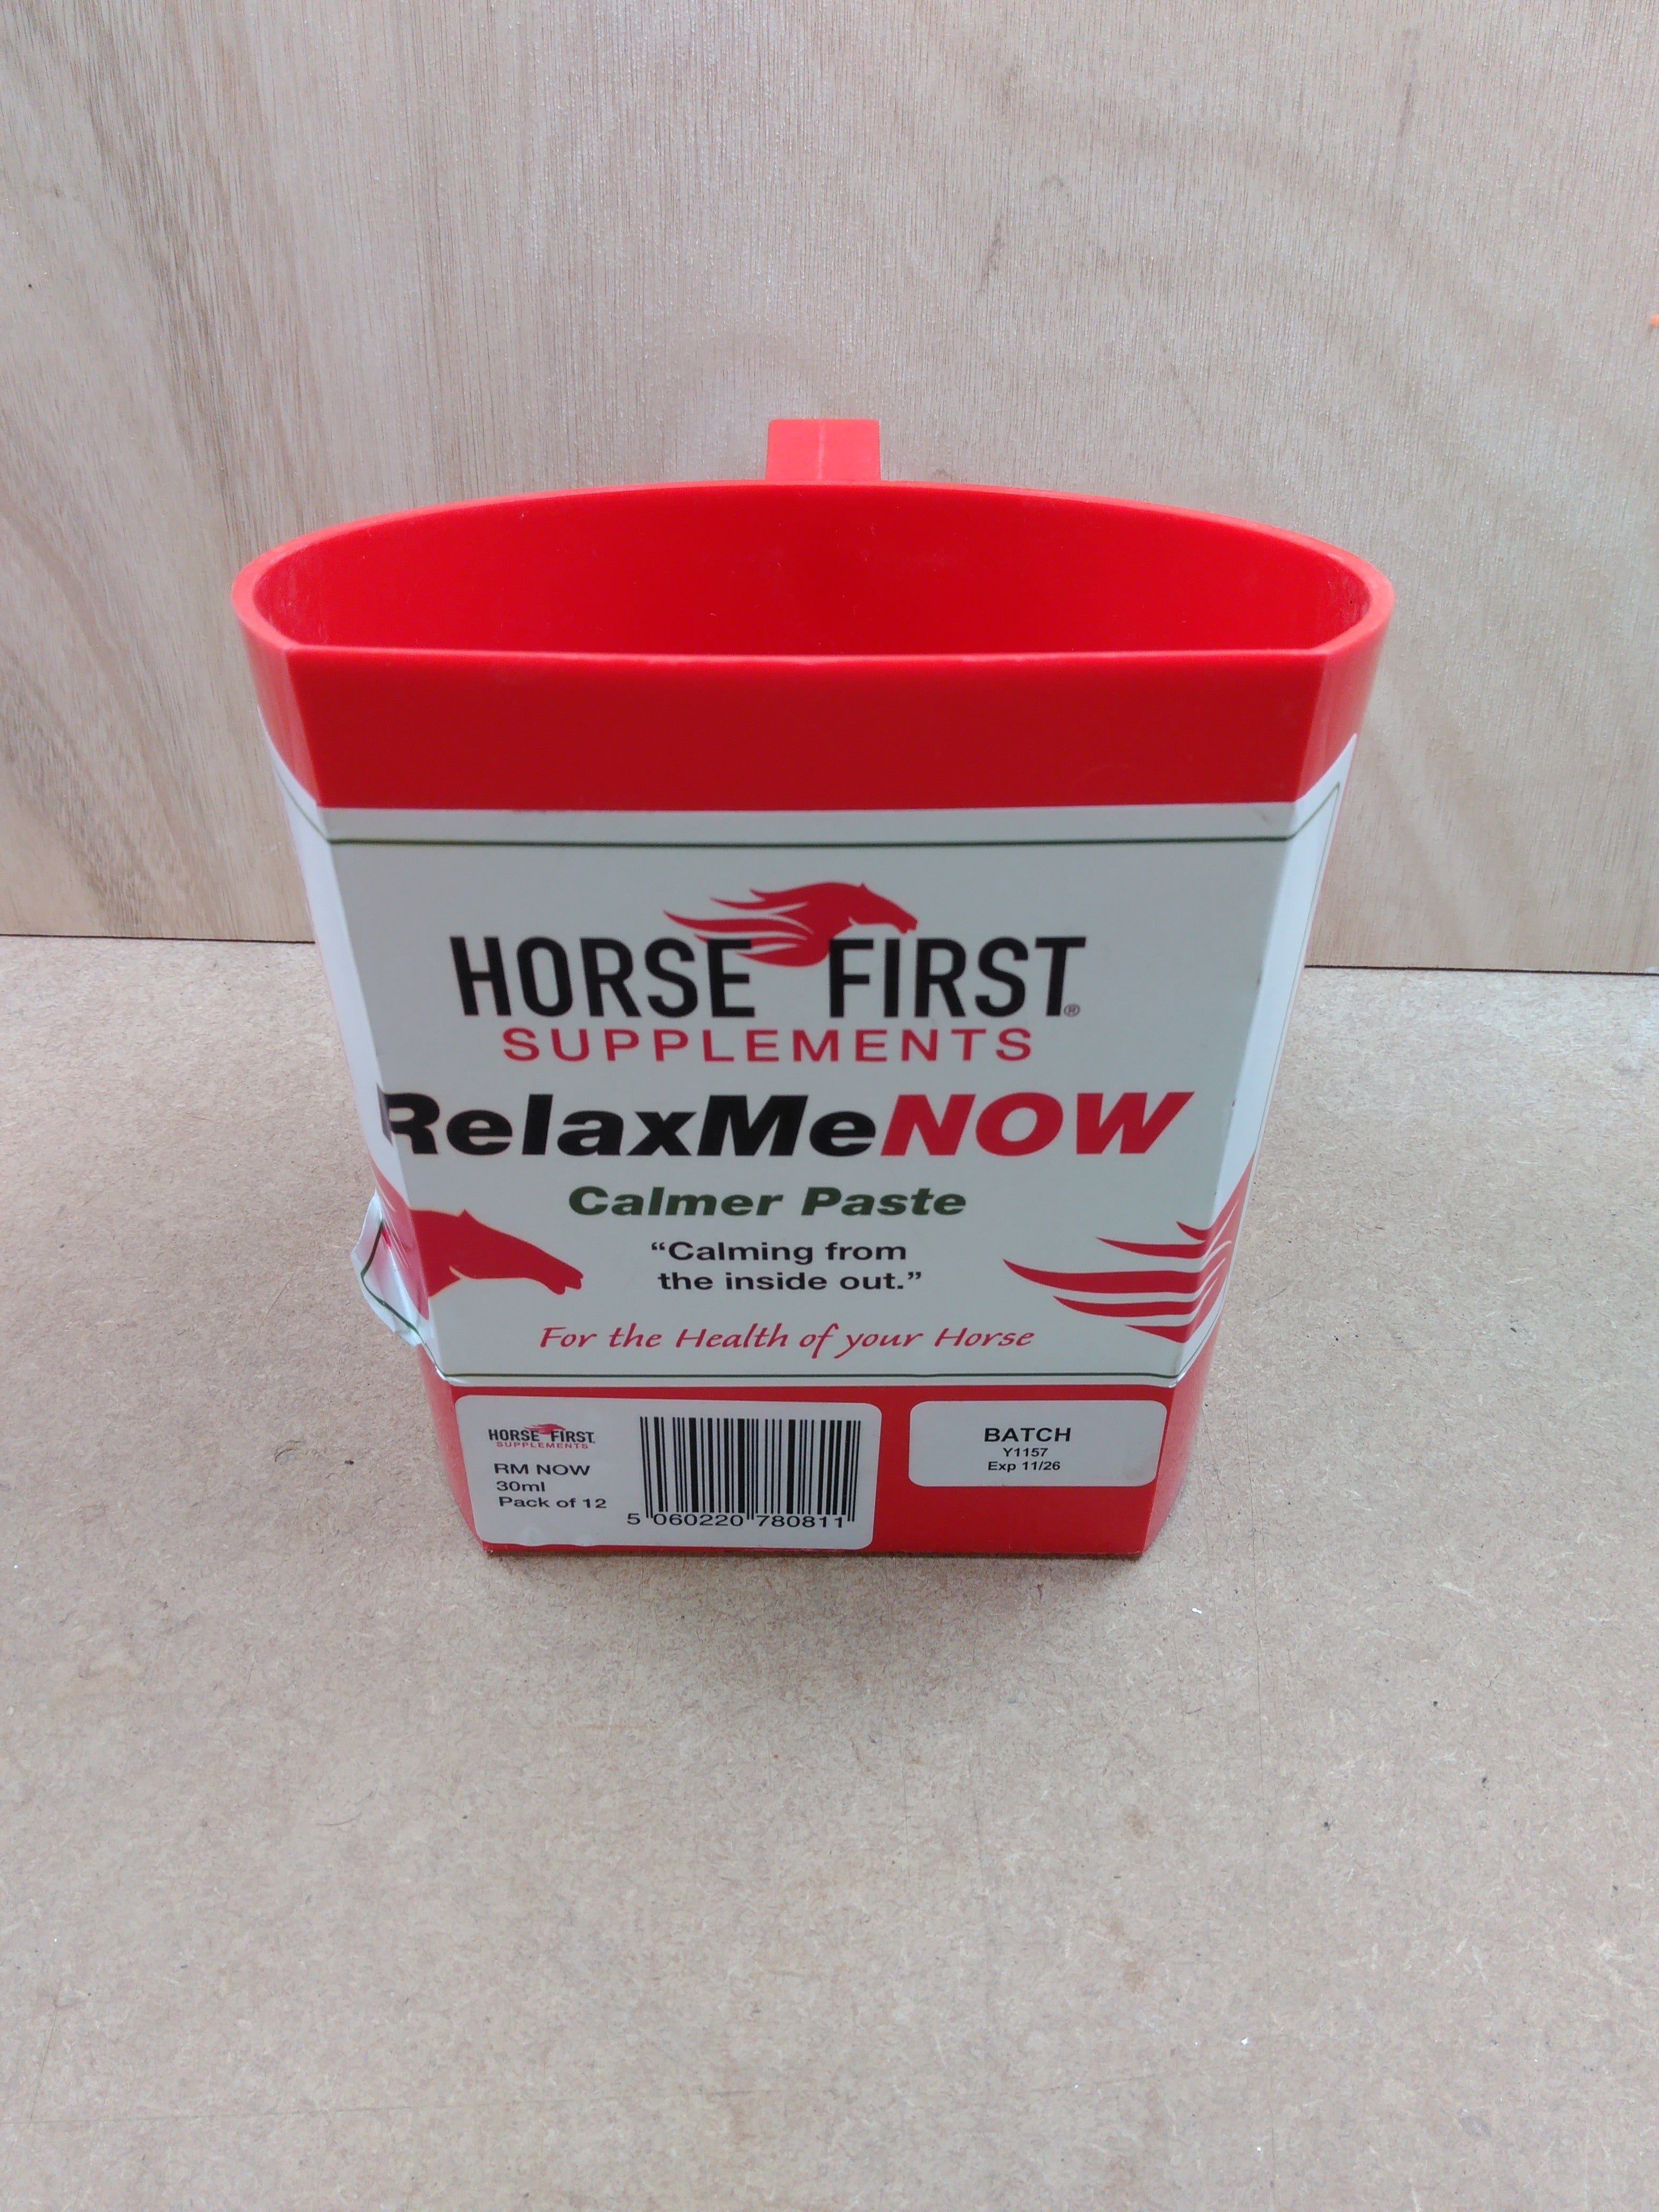 HORSE FIRST®
SUPPLEMENTS
RelaxMeNOW
Calmer Paste
“Calming from
the inside out.”
For the Health of your Horse
HORSE FIRST
SUPPLEMENTS
RM NOW
30ml
Pack of 12
5 060220 780811
BATCH
Y1157
Exp 11/26